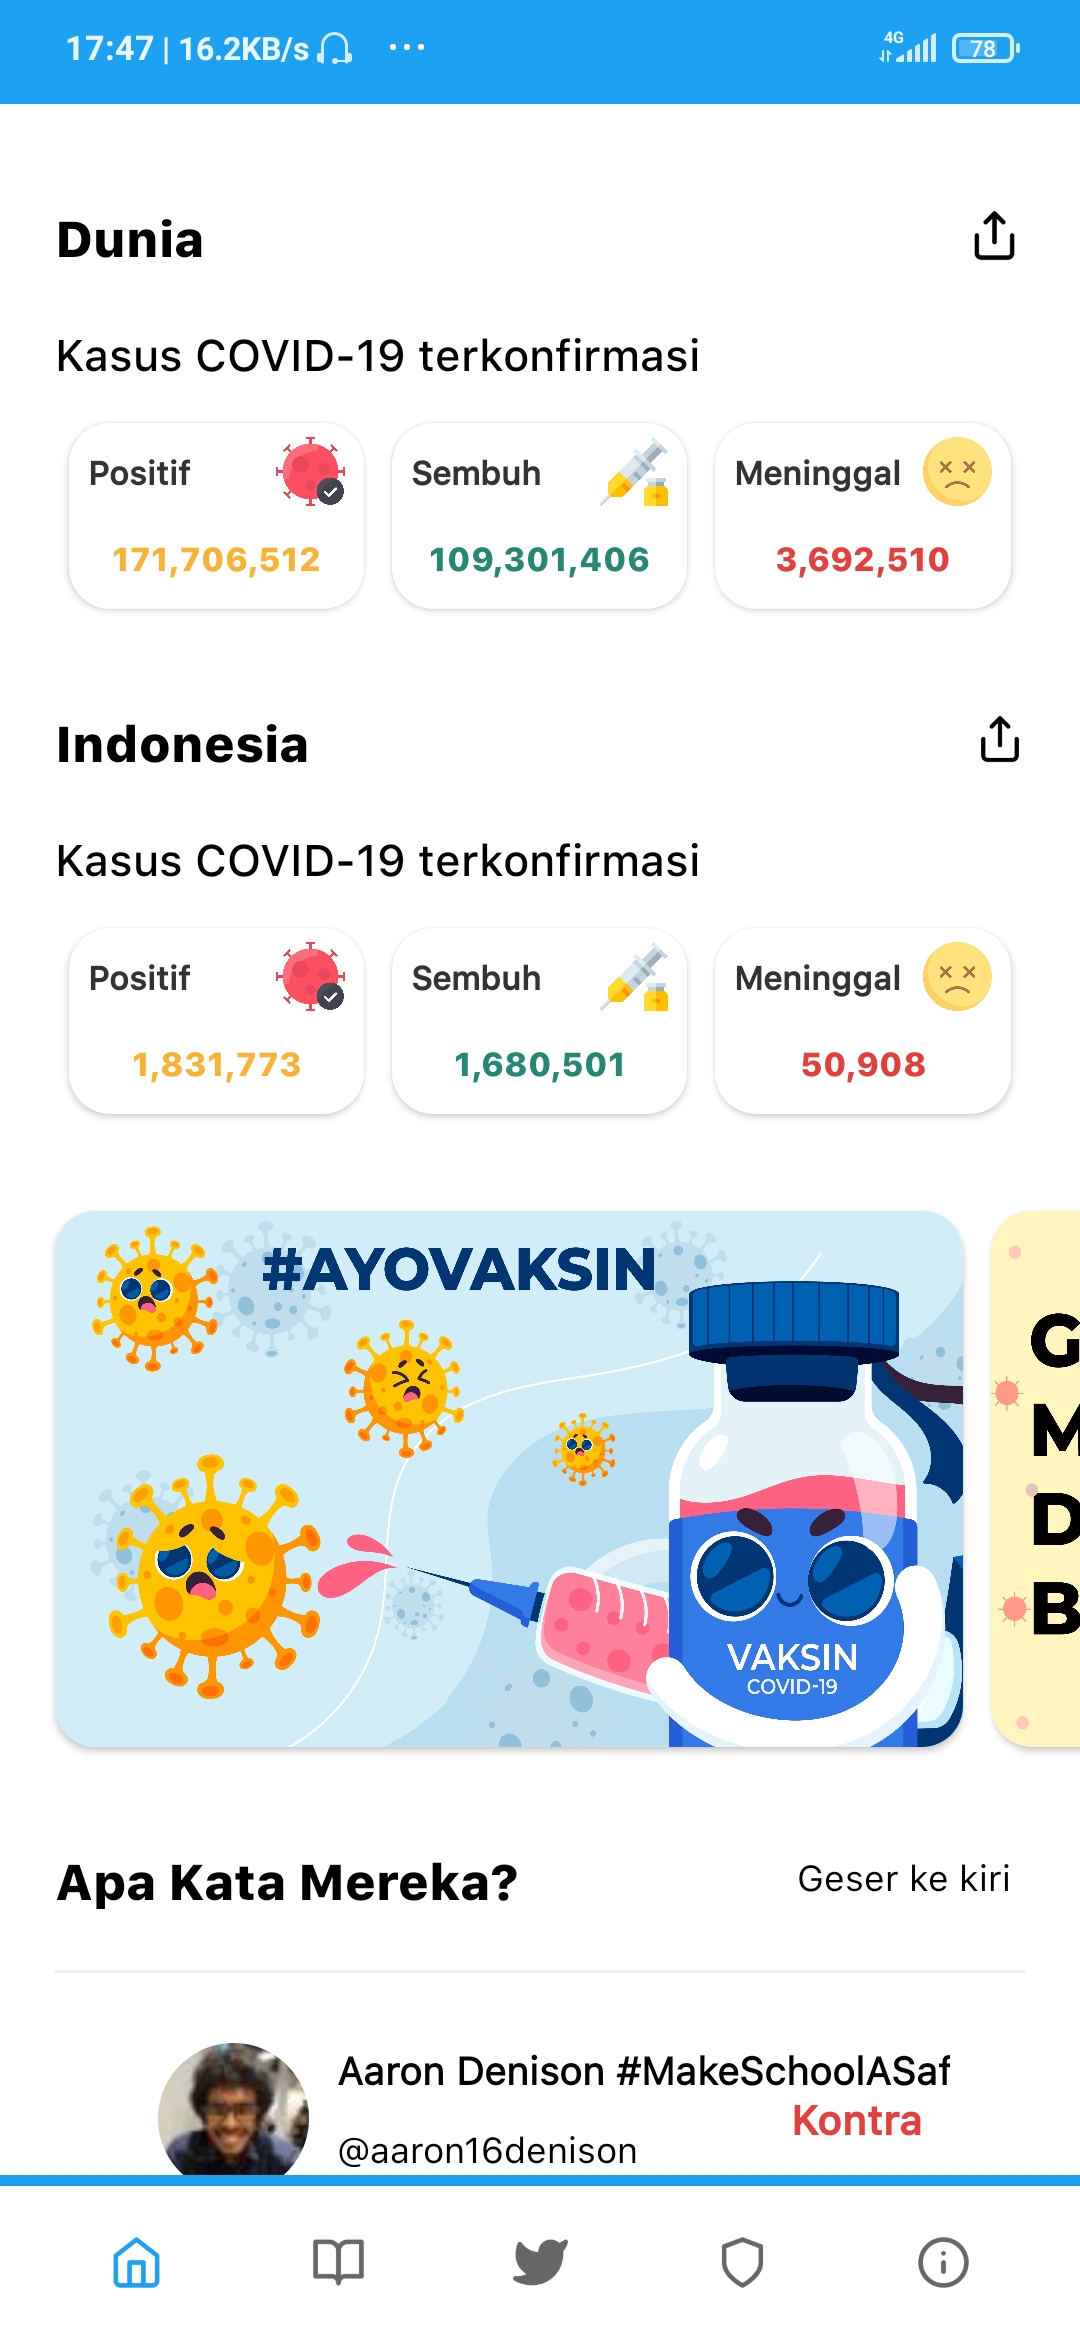 17:47 | 16.2KB/s ...
4G
78
Dunia
Kasus COVID-19 terkonfirmasi
Positif
171,706,512
Sembuh
109,301,406
Meninggal
3,692,510
Indonesia
Kasus COVID-19 terkonfirmasi
Positif
1,831,773
Sembuh
1,680,501
Meninggal
50,908
#AYOVAKSIN
VAKSIN
COVID-19
G
M
D
B
Apa Kata Mereka?
Geser ke kiri
Aaron Denison #MakeSchoolASaf
Kontra
@aaron16denison